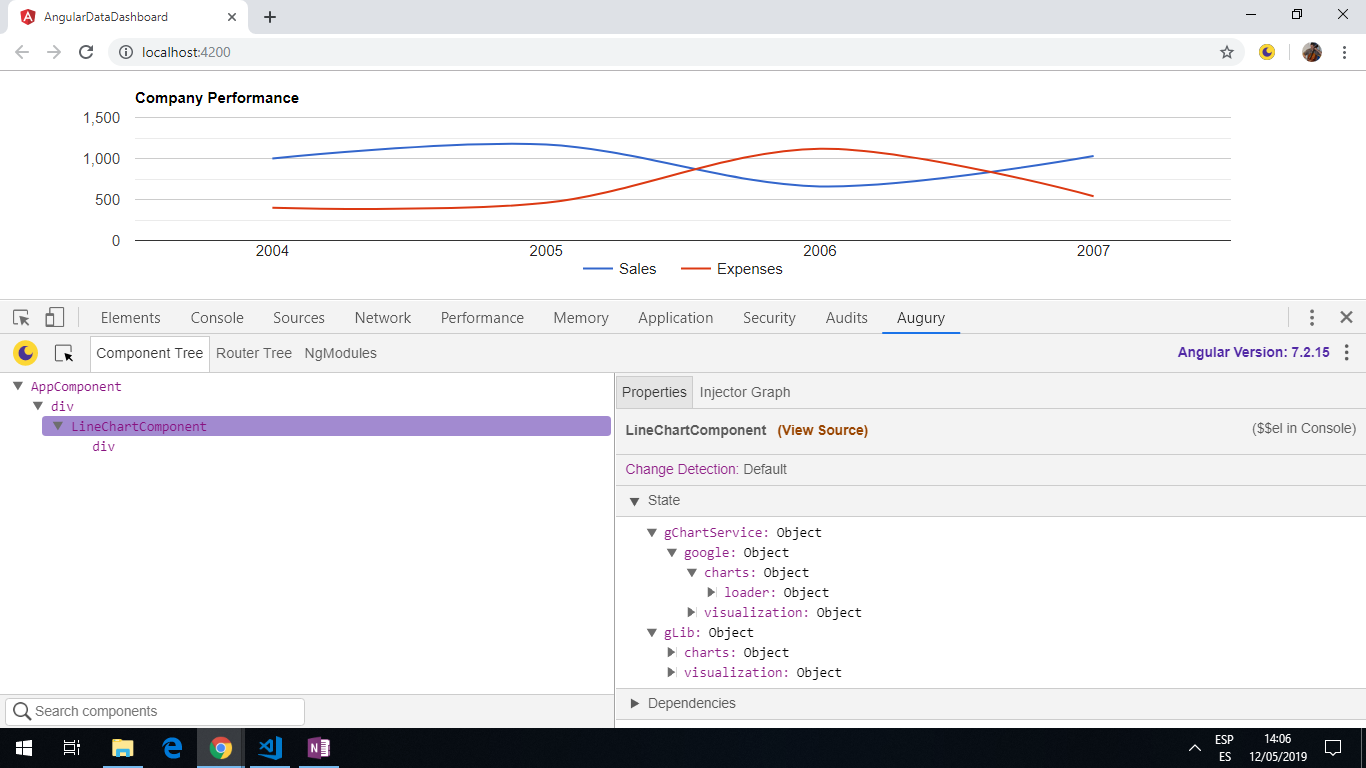 AngularDataDashboard
localhost:4200
Company Performance
1,500
1,000
500
0
2004 2005 2006 2007
Sales Expenses
Elements Console Sources Network Performance Memory Application Security Audits Augury
Component Tree Router Tree NgModules Angular Version: 7.2.15
AppComponent
div
LineChartComponent
div
Search components
Properties Injector Graph
LineChartComponent (View Source) ($$el in Console)
Change Detection: Default
State
gChartService: Object
google: Object
charts: Object
loader: Object
visualization: Object
gLib: Object
charts: Object
visualization: Object
Dependencies
ESP
ES
14:06
12/05/2019